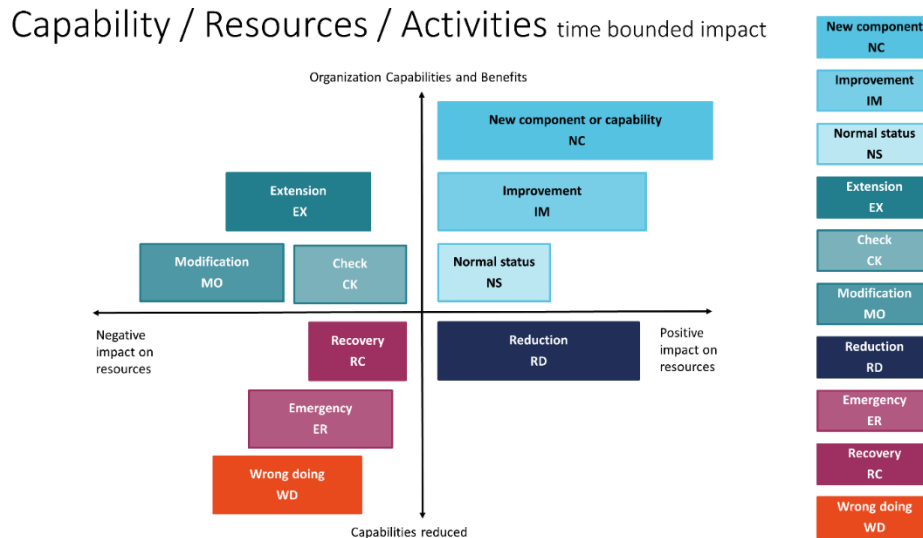 Capability / Resources / Activities time bounded impact
Organization Capabilities and Benefits
New component or capability
NC
Extension
EX
Improvement
IM
Modification
MO
Check
CK
Normal status
NS
Negative
impact on
resources
Recovery
RC
Reduction
RD
Positive
impact on
resources
Emergency
ER
Wrong doing
WD
Capabilities reduced
New component
NC
Improvement
IM
Normal status
NS
Extension
EX
Check
CK
Modification
MO
Reduction
RD
Emergency
ER
Recovery
RC
Wrong doing
WD